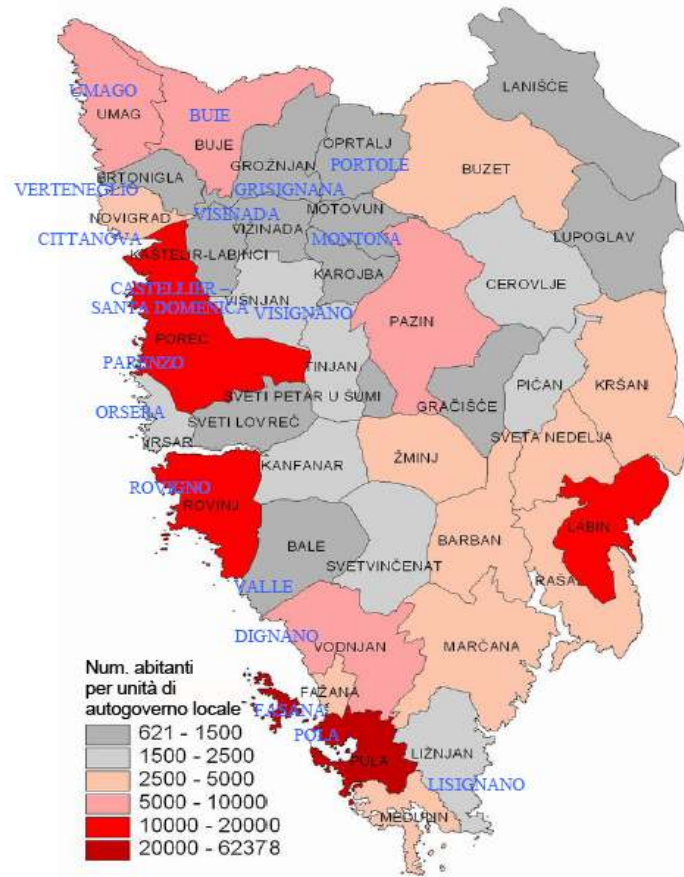 LANIŠĆE
UMAGO
UMAG
BUIE
BUJE
OPRTALJ
PORTOLE
GROŽNJAN
GRISIGNANA
BUZET
BRTONIGLA
VERTENEGLIO
NOVIGRAD
CITTANOVA
VISINADA
VIŽINADA
MOTOVUN
MONTONA
LUPOGLAV
KAŠTELIR-LABINCI
KAROJBA
CEROVLJE
CASTELLIER –
SANTA DOMENICA
VIŠNJAN
VISIGNANO
PAZIN
POREČ
PARENZO
TINJAN
PIĆAN
KRŠAN
SVETI PETAR U ŠUMI
GRAČIŠĆE
ORSERA
VRSAR
SVETI LOVREČ
SVETA NEDELJA
KANFANAR
ŽMINJ
ROVIGNO
ROVINJ
LABIN
BALE
BARBAN
SVETVINČENAT
RAŠA
VALLE
DIGNANO
VODNJAN
MARČANA
FAŽANA
FASANA
POLA
PULA
LIŽNJAN
LISIGNANO
MEDULIN
Num. abitanti
per unità di
autogoverno locale
621 - 1500
1500 - 2500
2500 - 5000
5000 - 10000
10000 - 20000
20000 - 62378